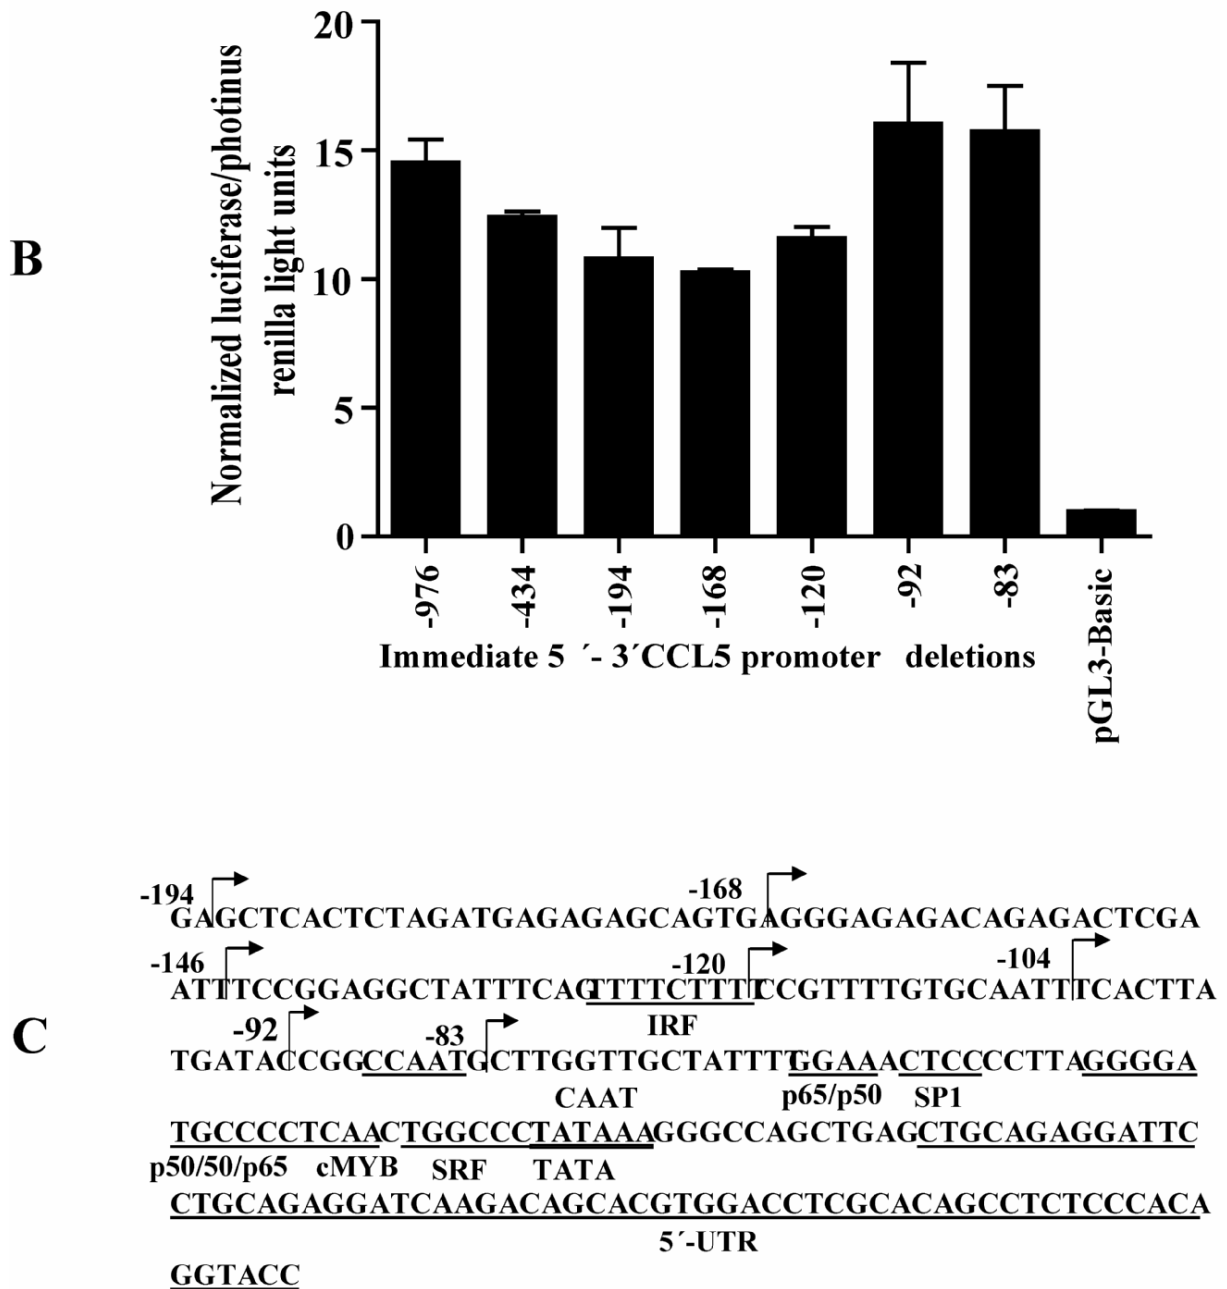 B
Normalized luciferase/photinus
renilla light units
20
15
10
5
0
-976
-434
-194
-168
-120
-92
-83
pGL3-Basic
Immediate 5 ´- 3´CCL5 promoter deletions
C
-194
-168
GAGCTCACTCTAGATGAGAGAGCAGTGAGGGAGAGACAGAGACTCGA
-146
-120
-104
ATTTCCGGAGGCTATTTCAGTTTTCTTTTCCGTTTTGTGCAATTTCACTTA
IRF
-92
-83
TGATACCGGCCAATGCTTGGTTGCTATTTTGGAAACTCCCCTTAGGGGA
CAAT
p65/p50
SP1
TGCCCCTCAACTGGCCCTATAAAGGGCCAGCTGAGCTGCAGAGGATTC
p50/50/p65 cMYB SRF TATA
CTGCAGAGGATCAAGACAGCACGTGGACCTCGCACAGCCTCTCCCACA
5´-UTR
GGTACC